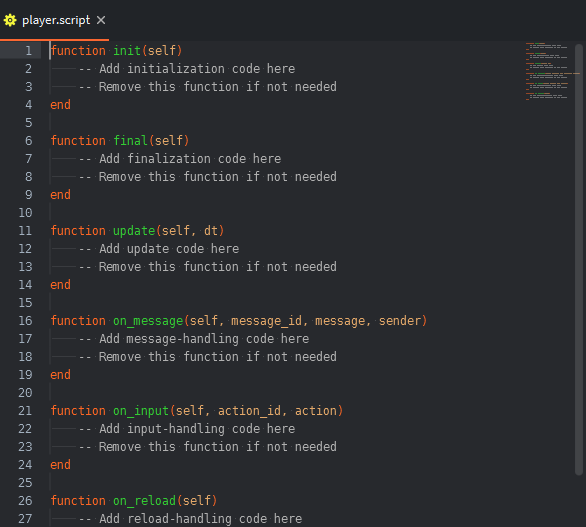 player.script
1 function init(self)
2 -- Add initialization code here
3 -- Remove this function if not needed
4 end
5
6 function final(self)
7 -- Add finalization code here
8 -- Remove this function if not needed
9 end
10
11 function update(self, dt)
12 -- Add update code here
13 -- Remove this function if not needed
14 end
15
16 function on_message(self, message_id, message, sender)
17 -- Add message-handling code here
18 -- Remove this function if not needed
19 end
20
21 function on_input(self, action_id, action)
22 -- Add input-handling code here
23 -- Remove this function if not needed
24 end
25
26 function on_reload(self)
27 -- Add reload-handling code here